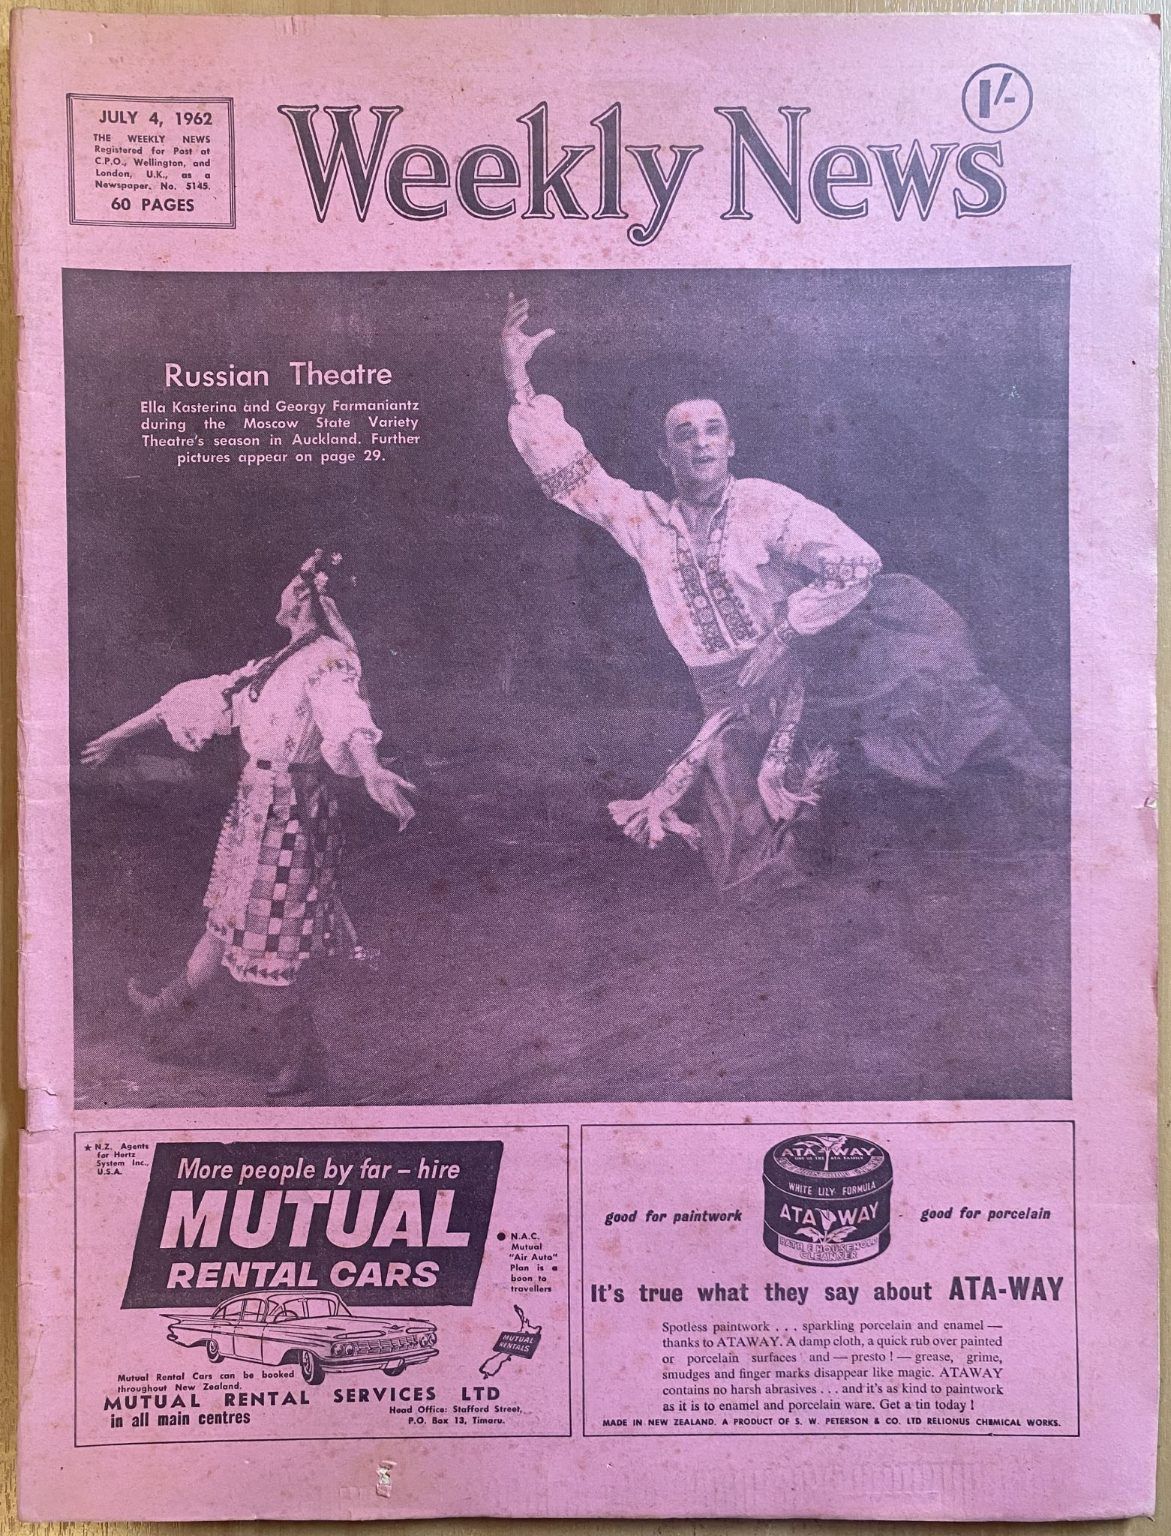 JULY 4, 1962
THE WEEKLY NEWS
Registered for Post at
C.P.O., Wellington, and
London, U.K., as a
Newspaper. No. 5145.
60 PAGES
Weekly News
1/-
Russian Theatre
Ella Kasterina and Georgy Farmaniantz
during the Moscow State Variety
Theatre's season in Auckland. Further
pictures appear on page 29.
★ N.Z. Agents
for Hertz
System Inc.,
U.S.A.
More people by far – hire
MUTUAL
RENTAL CARS
● N.A.C.
Mutual
"Air Auto"
Plan is a
boon to
travellers
MUTUAL
RENTALS
Mutual Rental Cars can be booked
throughout New Zealand.
MUTUAL RENTAL SERVICES LTD
in all main centres
Head Office: Stafford Street,
P.O. Box 13, Timaru.
ATA-WAY
WHITE LILY FORMULA
ATA WAY
BATH & HOUSEHOLD
CLEANSER
good for paintwork
good for porcelain
It's true what they say about ATA-WAY
Spotless paintwork . . . sparkling porcelain and enamel —
thanks to ATAWAY. A damp cloth, a quick rub over painted
or porcelain surfaces and — presto ! — grease, grime,
smudges and finger marks disappear like magic. ATAWAY
contains no harsh abrasives . . . and it's as kind to paintwork
as it is to enamel and porcelain ware. Get a tin today !
MADE IN NEW ZEALAND. A PRODUCT OF S. W. PETERSON & CO. LTD RELIONUS CHEMICAL WORKS.